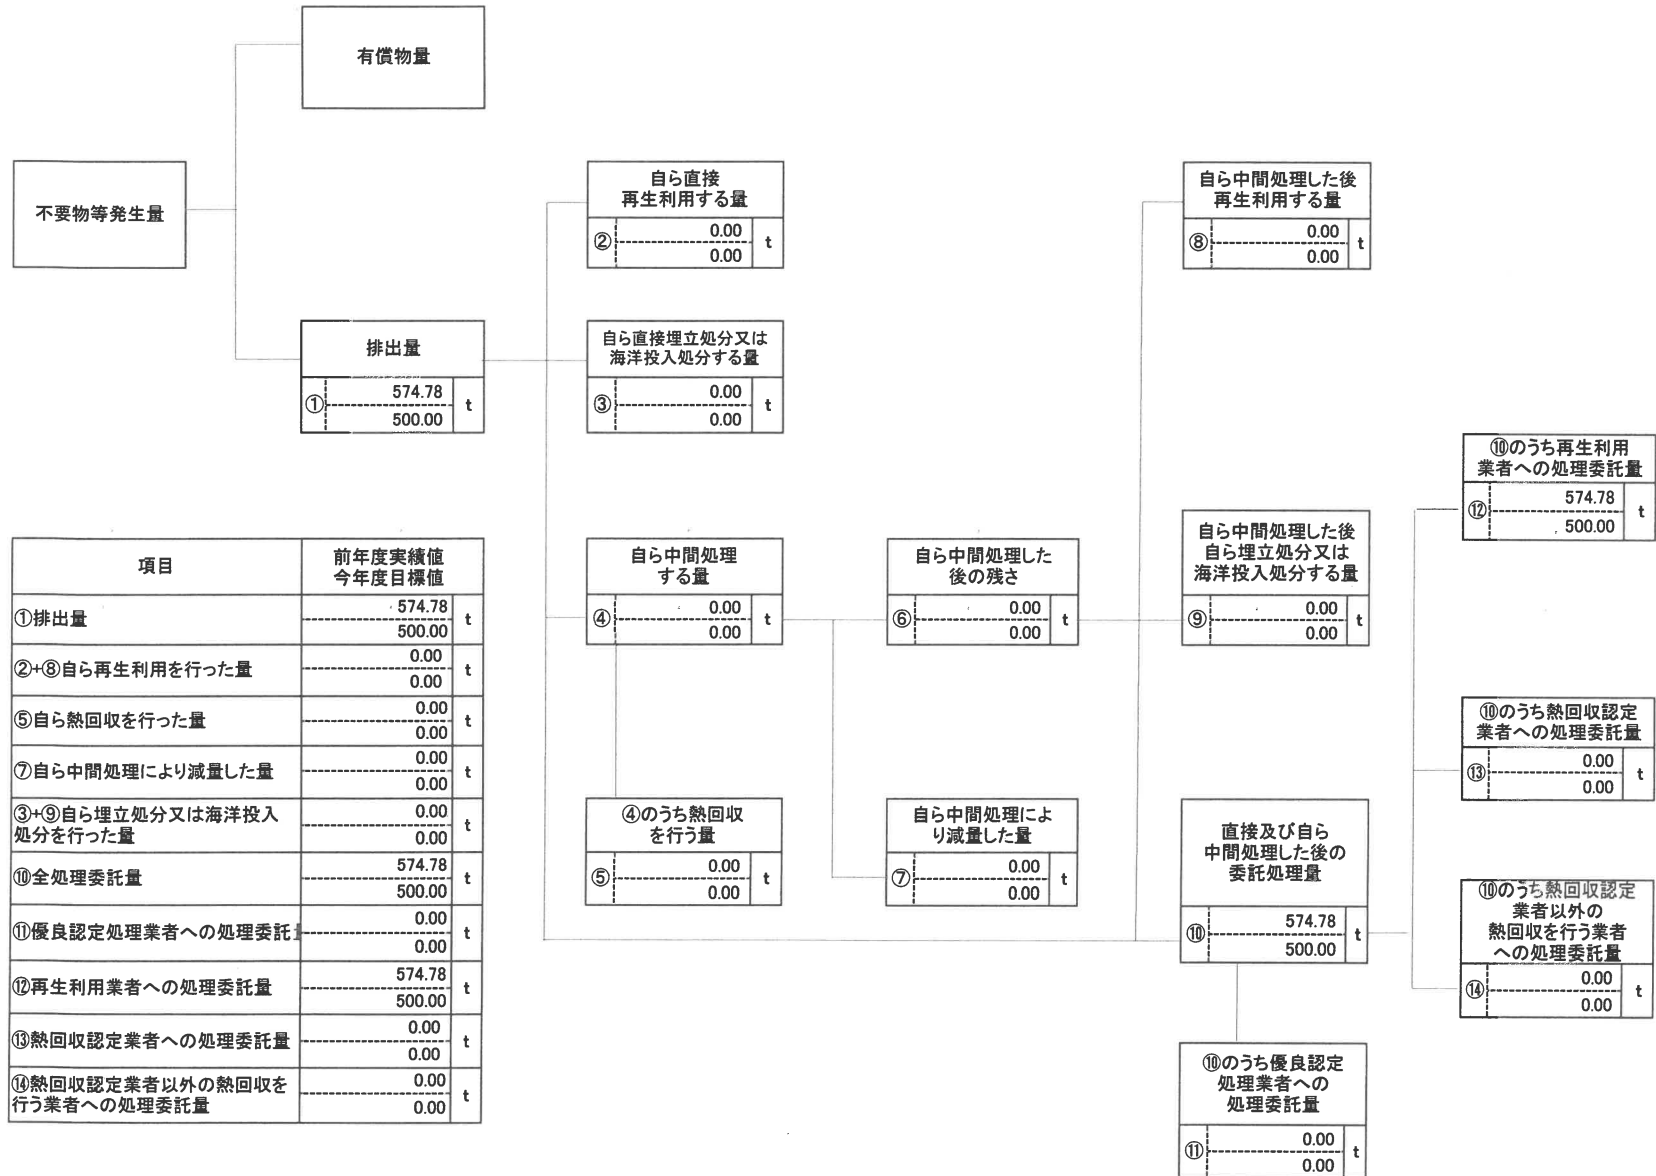 有償物量
不要物等発生量
排出量
①
574.78
500.00
t
自ら直接
再生利用する量
②
0.00
0.00
t
自ら直接埋立処分又は
海洋投入処分する量
③
0.00
0.00
t
自ら中間処理
する量
④
0.00
0.00
t
④のうち熱回収
を行う量
⑤
0.00
0.00
t
自ら中間処理した
後の残さ
⑥
0.00
0.00
t
自ら中間処理によ
り減量した量
⑦
0.00
0.00
t
自ら中間処理した後
再生利用する量
⑧
0.00
0.00
t
自ら中間処理した後
自ら埋立処分又は
海洋投入処分する量
⑨
0.00
0.00
t
直接及び自ら
中間処理した後の
委託処理量
⑩
574.78
500.00
t
⑩のうち優良認定
処理業者への
処理委託量
⑪
0.00
0.00
t
⑩のうち再生利用
業者への処理委託量
⑫
574.78
500.00
t
⑩のうち熱回収認定
業者への処理委託量
⑬
0.00
0.00
t
⑩のうち熱回収認定
業者以外の
熱回収を行う業者
への処理委託量
⑭
0.00
0.00
t
項目
前年度実績値
今年度目標値
①排出量
574.78
500.00
t
②+⑧自ら再生利用を行った量
0.00
0.00
t
⑤自ら熱回収を行った量
0.00
0.00
t
⑦自ら中間処理により減量した量
0.00
0.00
t
③+⑨自ら埋立処分又は海洋投入
処分を行った量
0.00
0.00
t
⑩全処理委託量
574.78
500.00
t
⑪優良認定処理業者への処理委託
0.00
0.00
t
⑫再生利用業者への処理委託量
574.78
500.00
t
⑬熱回収認定業者への処理委託量
0.00
0.00
t
⑭熱回収認定業者以外の熱回収を
行う業者への処理委託量
0.00
0.00
t